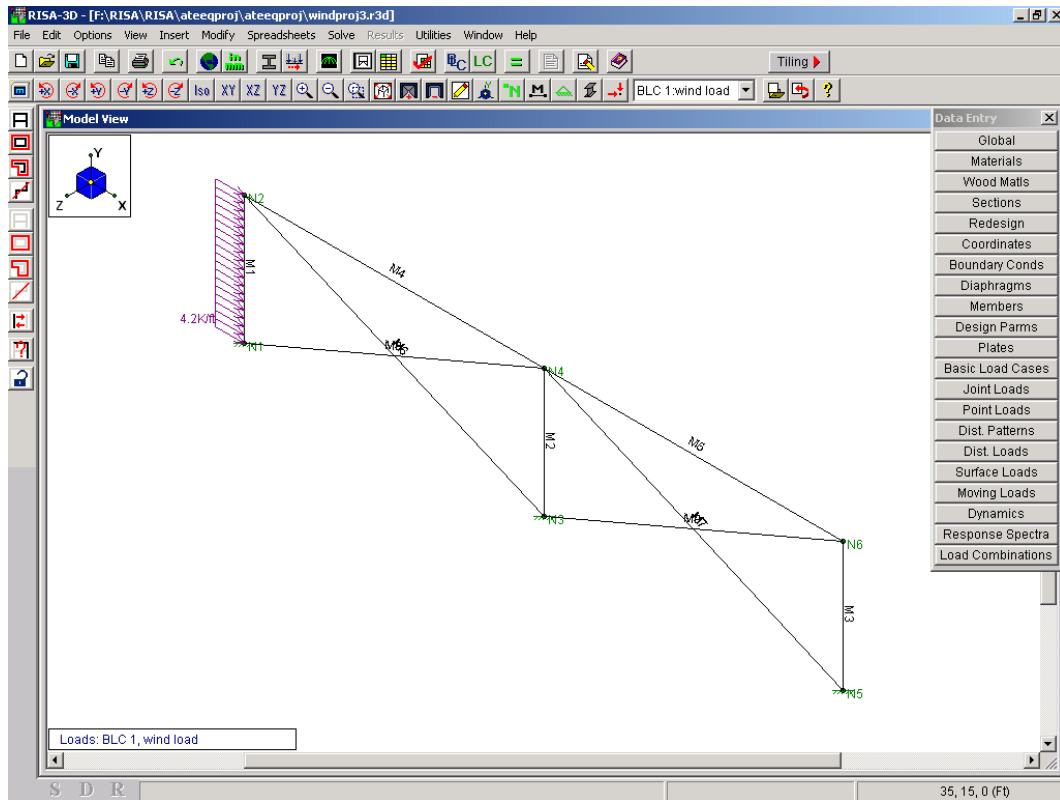 RISA-3D - [F:\RISA\RISA\ateeqproj\ateeqproj\windproj3.r3d]
File Edit Options View Insert Modify Spreadsheets Solve Results Utilities Window Help
BC LC = Tiling
Iso XY XZ YZ BLC 1:wind load
Model View
Data Entry
Global
Materials
Wood Matls
Sections
Redesign
Coordinates
Boundary Conds
Diaphragms
Members
Design Parms
Plates
Basic Load Cases
Joint Loads
Point Loads
Dist. Patterns
Dist. Loads
Surface Loads
Moving Loads
Dynamics
Response Spectra
Load Combinations
Y
Z X
N2
M1
M4
4.2K/ft
N1
N4
M2
M6
N3
N6
M3
N5
Loads: BLC 1, wind load
S D R
35, 15, 0 (Ft)